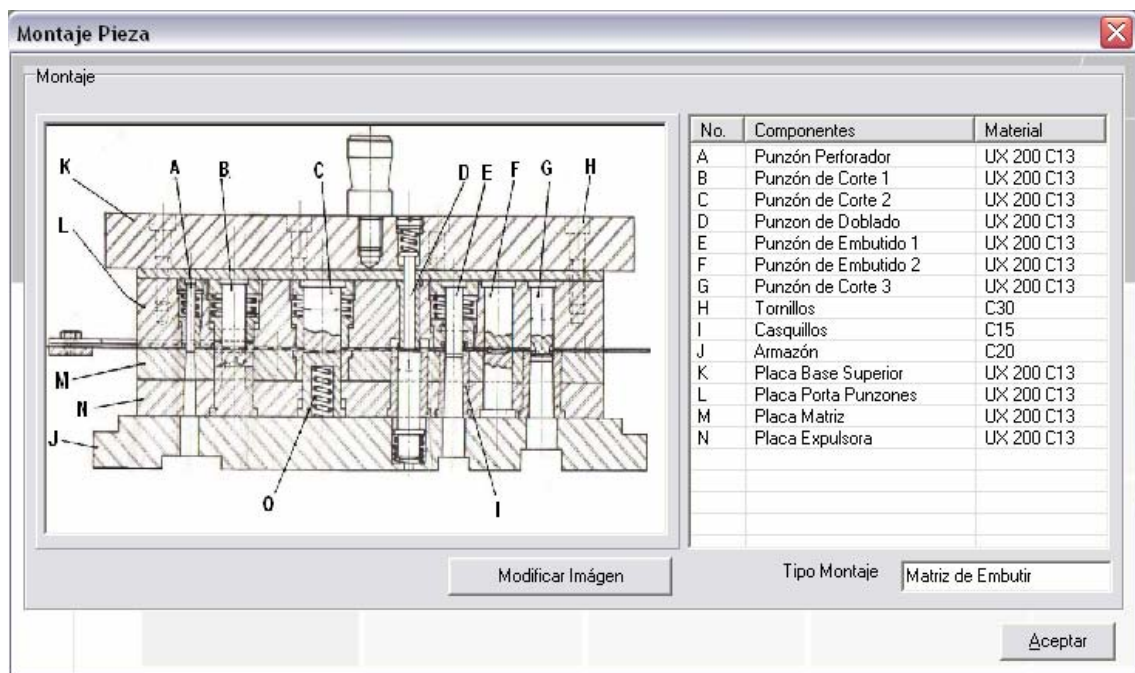 Montaje Pieza
Montaje
K A B C D E F G H
L
M
N
J
O
I
No. Componentes Material
A Punzón Perforador UX 200 C13
B Punzón de Corte 1 UX 200 C13
C Punzón de Corte 2 UX 200 C13
D Punzon de Doblado UX 200 C13
E Punzón de Embutido 1 UX 200 C13
F Punzón de Embutido 2 UX 200 C13
G Punzón de Corte 3 UX 200 C13
H Tornillos C30
I Casquillos C15
J Armazón C20
K Placa Base Superior UX 200 C13
L Placa Porta Punzones UX 200 C13
M Placa Matriz UX 200 C13
N Placa Expulsora UX 200 C13
Modificar Imágen
Tipo Montaje Matriz de Embutir
Aceptar